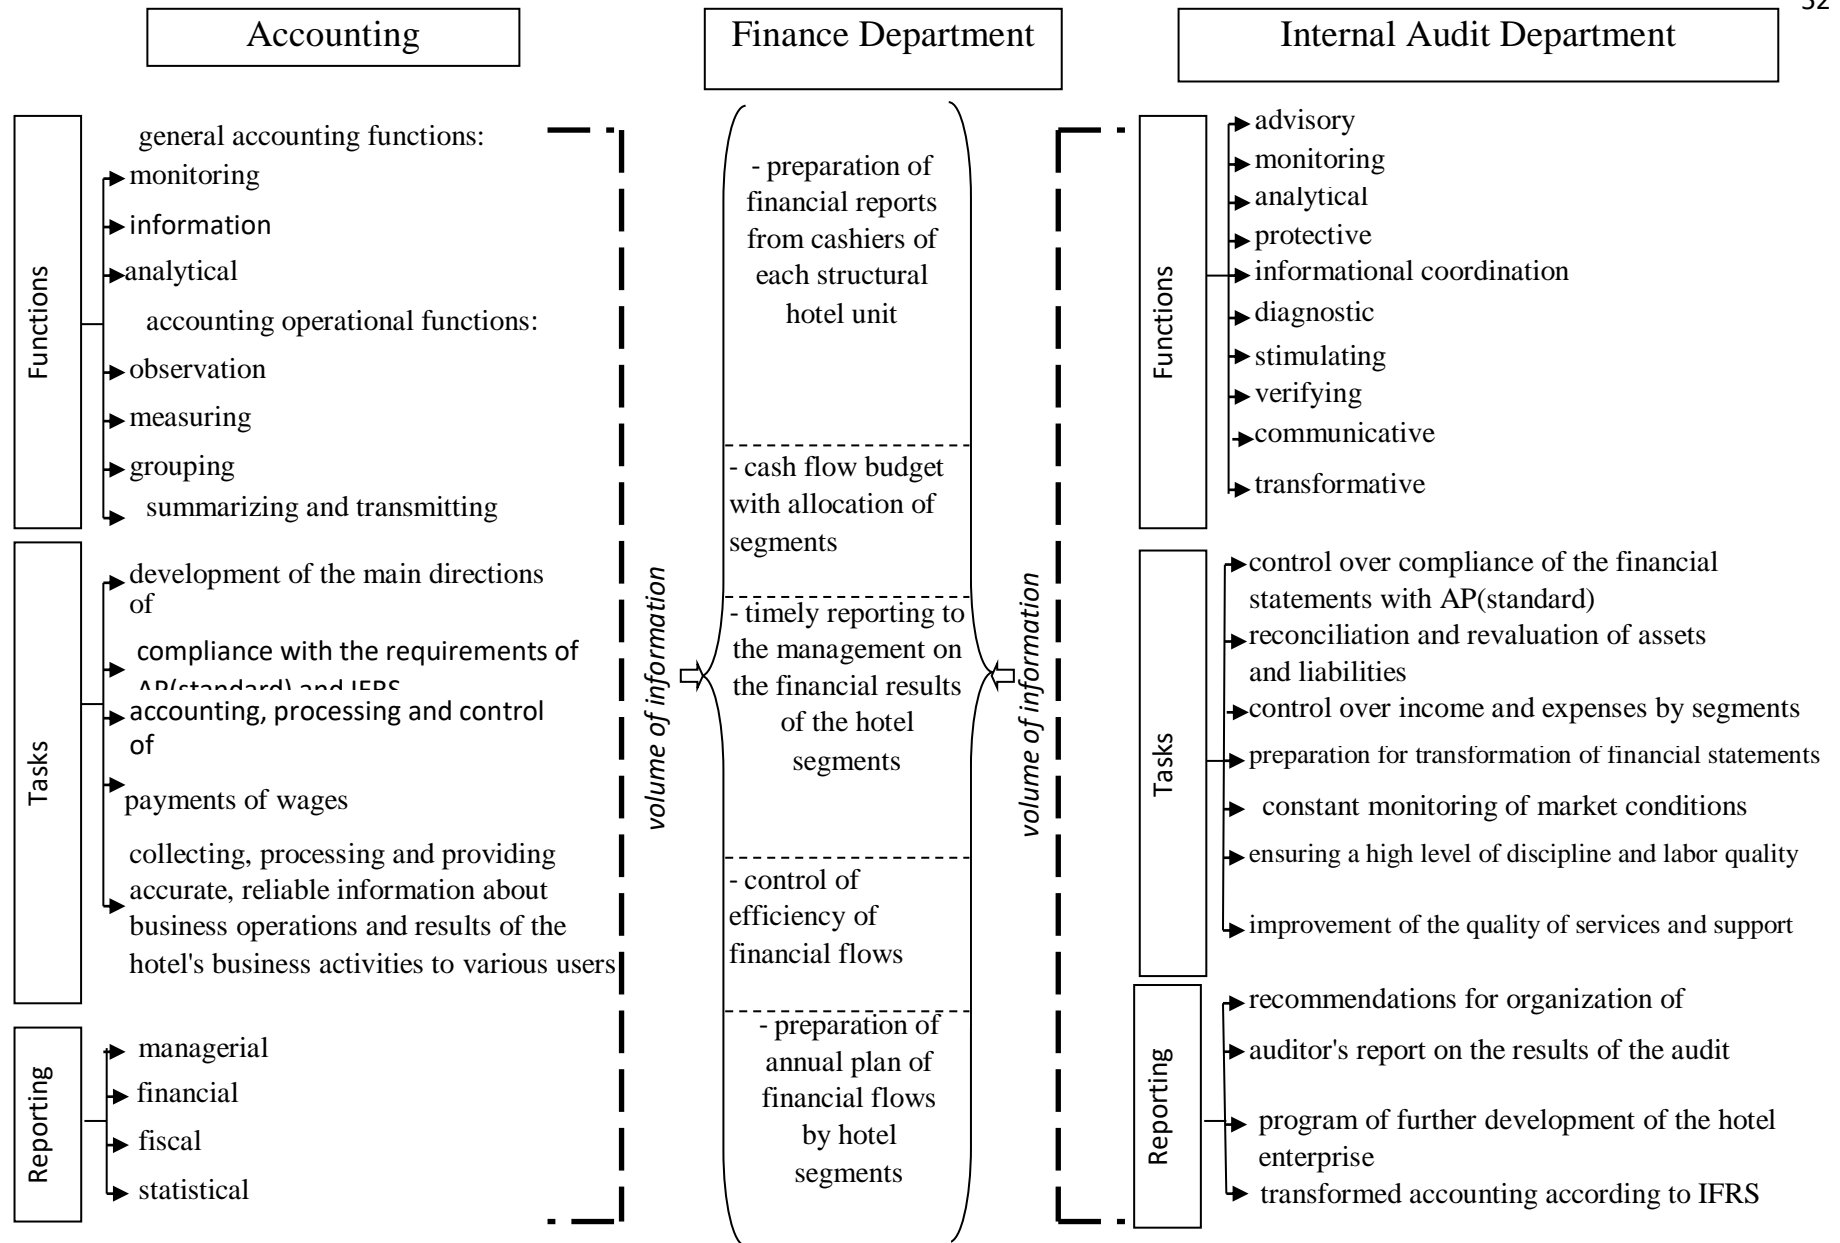 52
Accounting
Finance Department
Internal Audit Department
Functions
general accounting functions:
monitoring
information
analytical
accounting operational functions:
observation
measuring
grouping
summarizing and transmitting
Tasks
development of the main directions
of
compliance with the requirements of
AP(standard) and IFRS
accounting, processing and control
of
payments of wages
collecting, processing and providing
accurate, reliable information about
business operations and results of the
hotel's business activities to various users
Reporting
managerial
financial
fiscal
statistical
volume of information
- preparation of
financial reports
from cashiers of
each structural
hotel unit
- cash flow budget
with allocation of
segments
- timely reporting to
the management on
the financial results
of the hotel
segments
- control of
efficiency of
financial flows
- preparation of
annual plan of
financial flows
by hotel
segments
volume of information
Functions
advisory
monitoring
analytical
protective
informational coordination
diagnostic
stimulating
verifying
communicative
transformative
Tasks
control over compliance of the financial
statements with AP(standard)
reconciliation and revaluation of assets
and liabilities
control over income and expenses by segments
preparation for transformation of financial statements
constant monitoring of market conditions
ensuring a high level of discipline and labor quality
improvement of the quality of services and support
Reporting
recommendations for organization of
auditor's report on the results of the audit
program of further development of the hotel
enterprise
transformed accounting according to IFRS